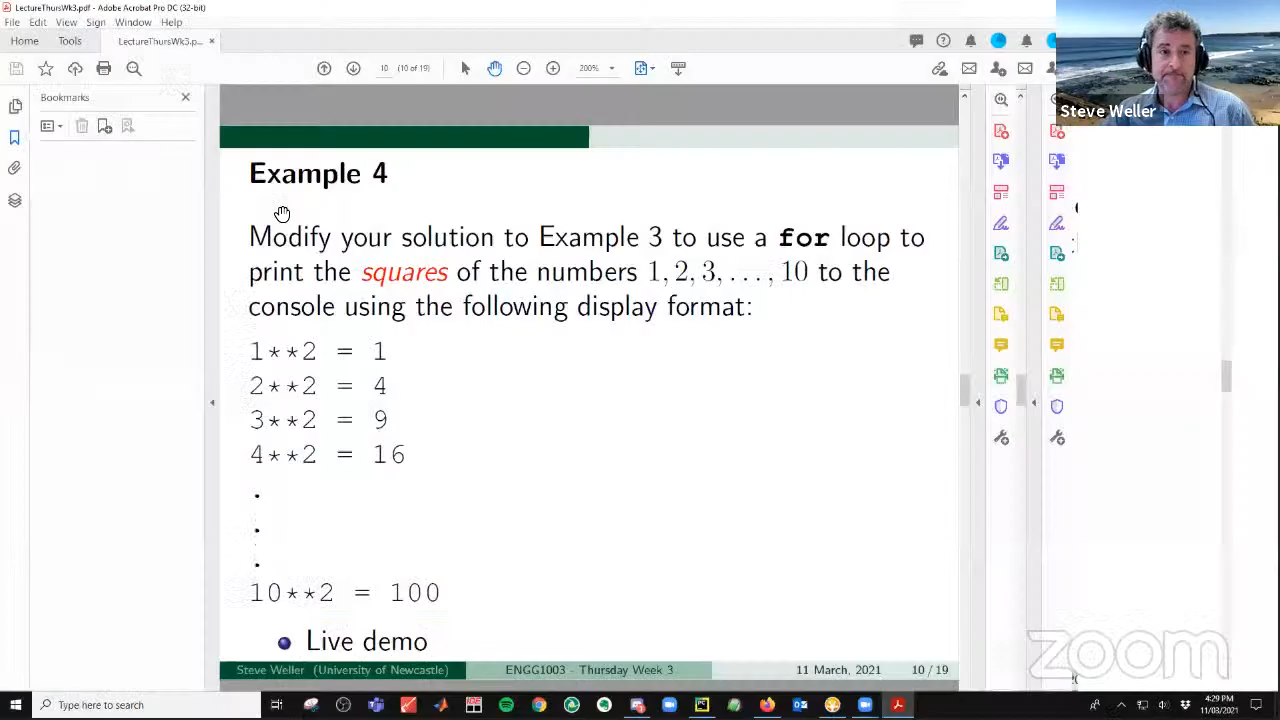 LectureThursWk3.pdf - Adobe Acrobat Pro DC (32-bit)
File Edit View Sign Window Help
Home Tools LectureThursWk3.p... ×
10 (10 of 19) 200%
Bookmarks
Steve Weller
Example 4
Modify your solution to Example 3 to use a for loop to
print the squares of the numbers 1, 2, 3, . . . , 10 to the
console using the following display format:
1**2 = 1
2**2 = 4
3**2 = 9
4**2 = 16
.
.
.
10**2 = 100
Live demo
Steve Weller (University of Newcastle) ENGG1003 - Thursday Week 3 11 March, 2021 10 / 19
zoom
Type here to search
4:29 PM
11/03/2021